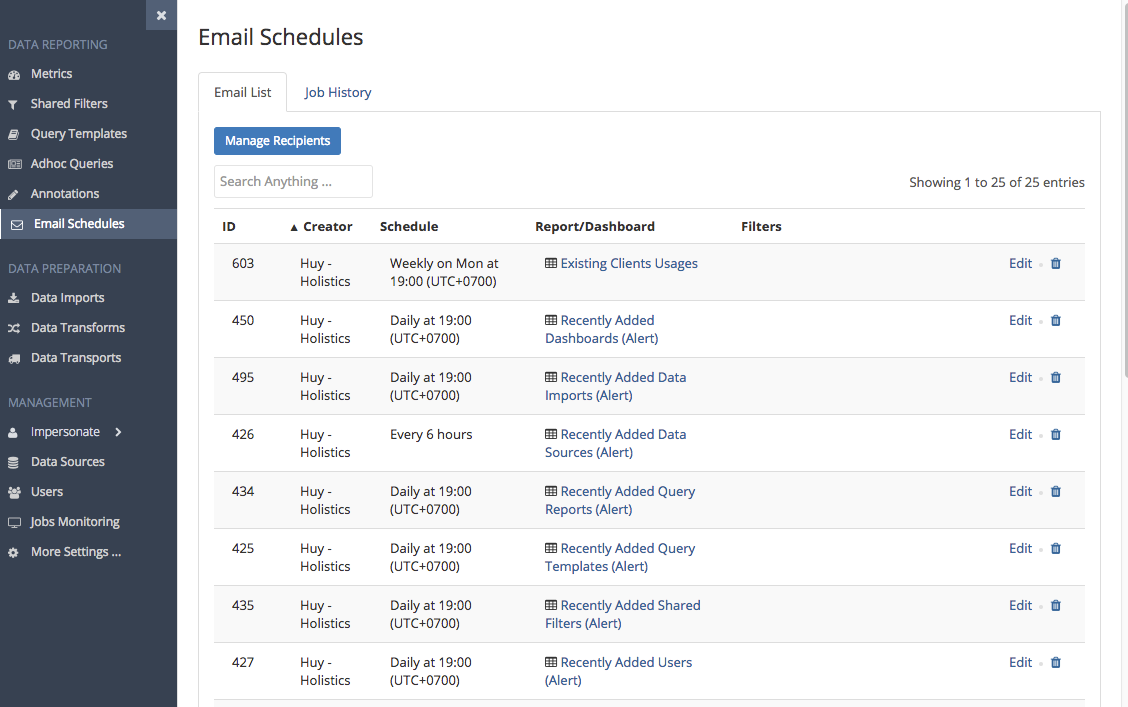 DATA REPORTING
Metrics
Shared Filters
Query Templates
Adhoc Queries
Annotations
Email Schedules
DATA PREPARATION
Data Imports
Data Transforms
Data Transports
MANAGEMENT
Impersonate
Data Sources
Users
Jobs Monitoring
More Settings ...
Email Schedules
Email List Job History
Manage Recipients
Search Anything ...
Showing 1 to 25 of 25 entries
ID ▲ Creator Schedule Report/Dashboard Filters
603 Huy - Weekly on Mon at Existing Clients Usages Edit
Holistics 19:00 (UTC+0700)
450 Huy - Daily at 19:00 Recently Added Edit
Holistics (UTC+0700) Dashboards (Alert)
495 Huy - Daily at 19:00 Recently Added Data Edit
Holistics (UTC+0700) Imports (Alert)
426 Huy - Every 6 hours Recently Added Data Edit
Holistics Sources (Alert)
434 Huy - Daily at 19:00 Recently Added Query Edit
Holistics (UTC+0700) Reports (Alert)
425 Huy - Daily at 19:00 Recently Added Query Edit
Holistics (UTC+0700) Templates (Alert)
435 Huy - Daily at 19:00 Recently Added Shared Edit
Holistics (UTC+0700) Filters (Alert)
427 Huy - Daily at 19:00 Recently Added Users Edit
Holistics (UTC+0700) (Alert)